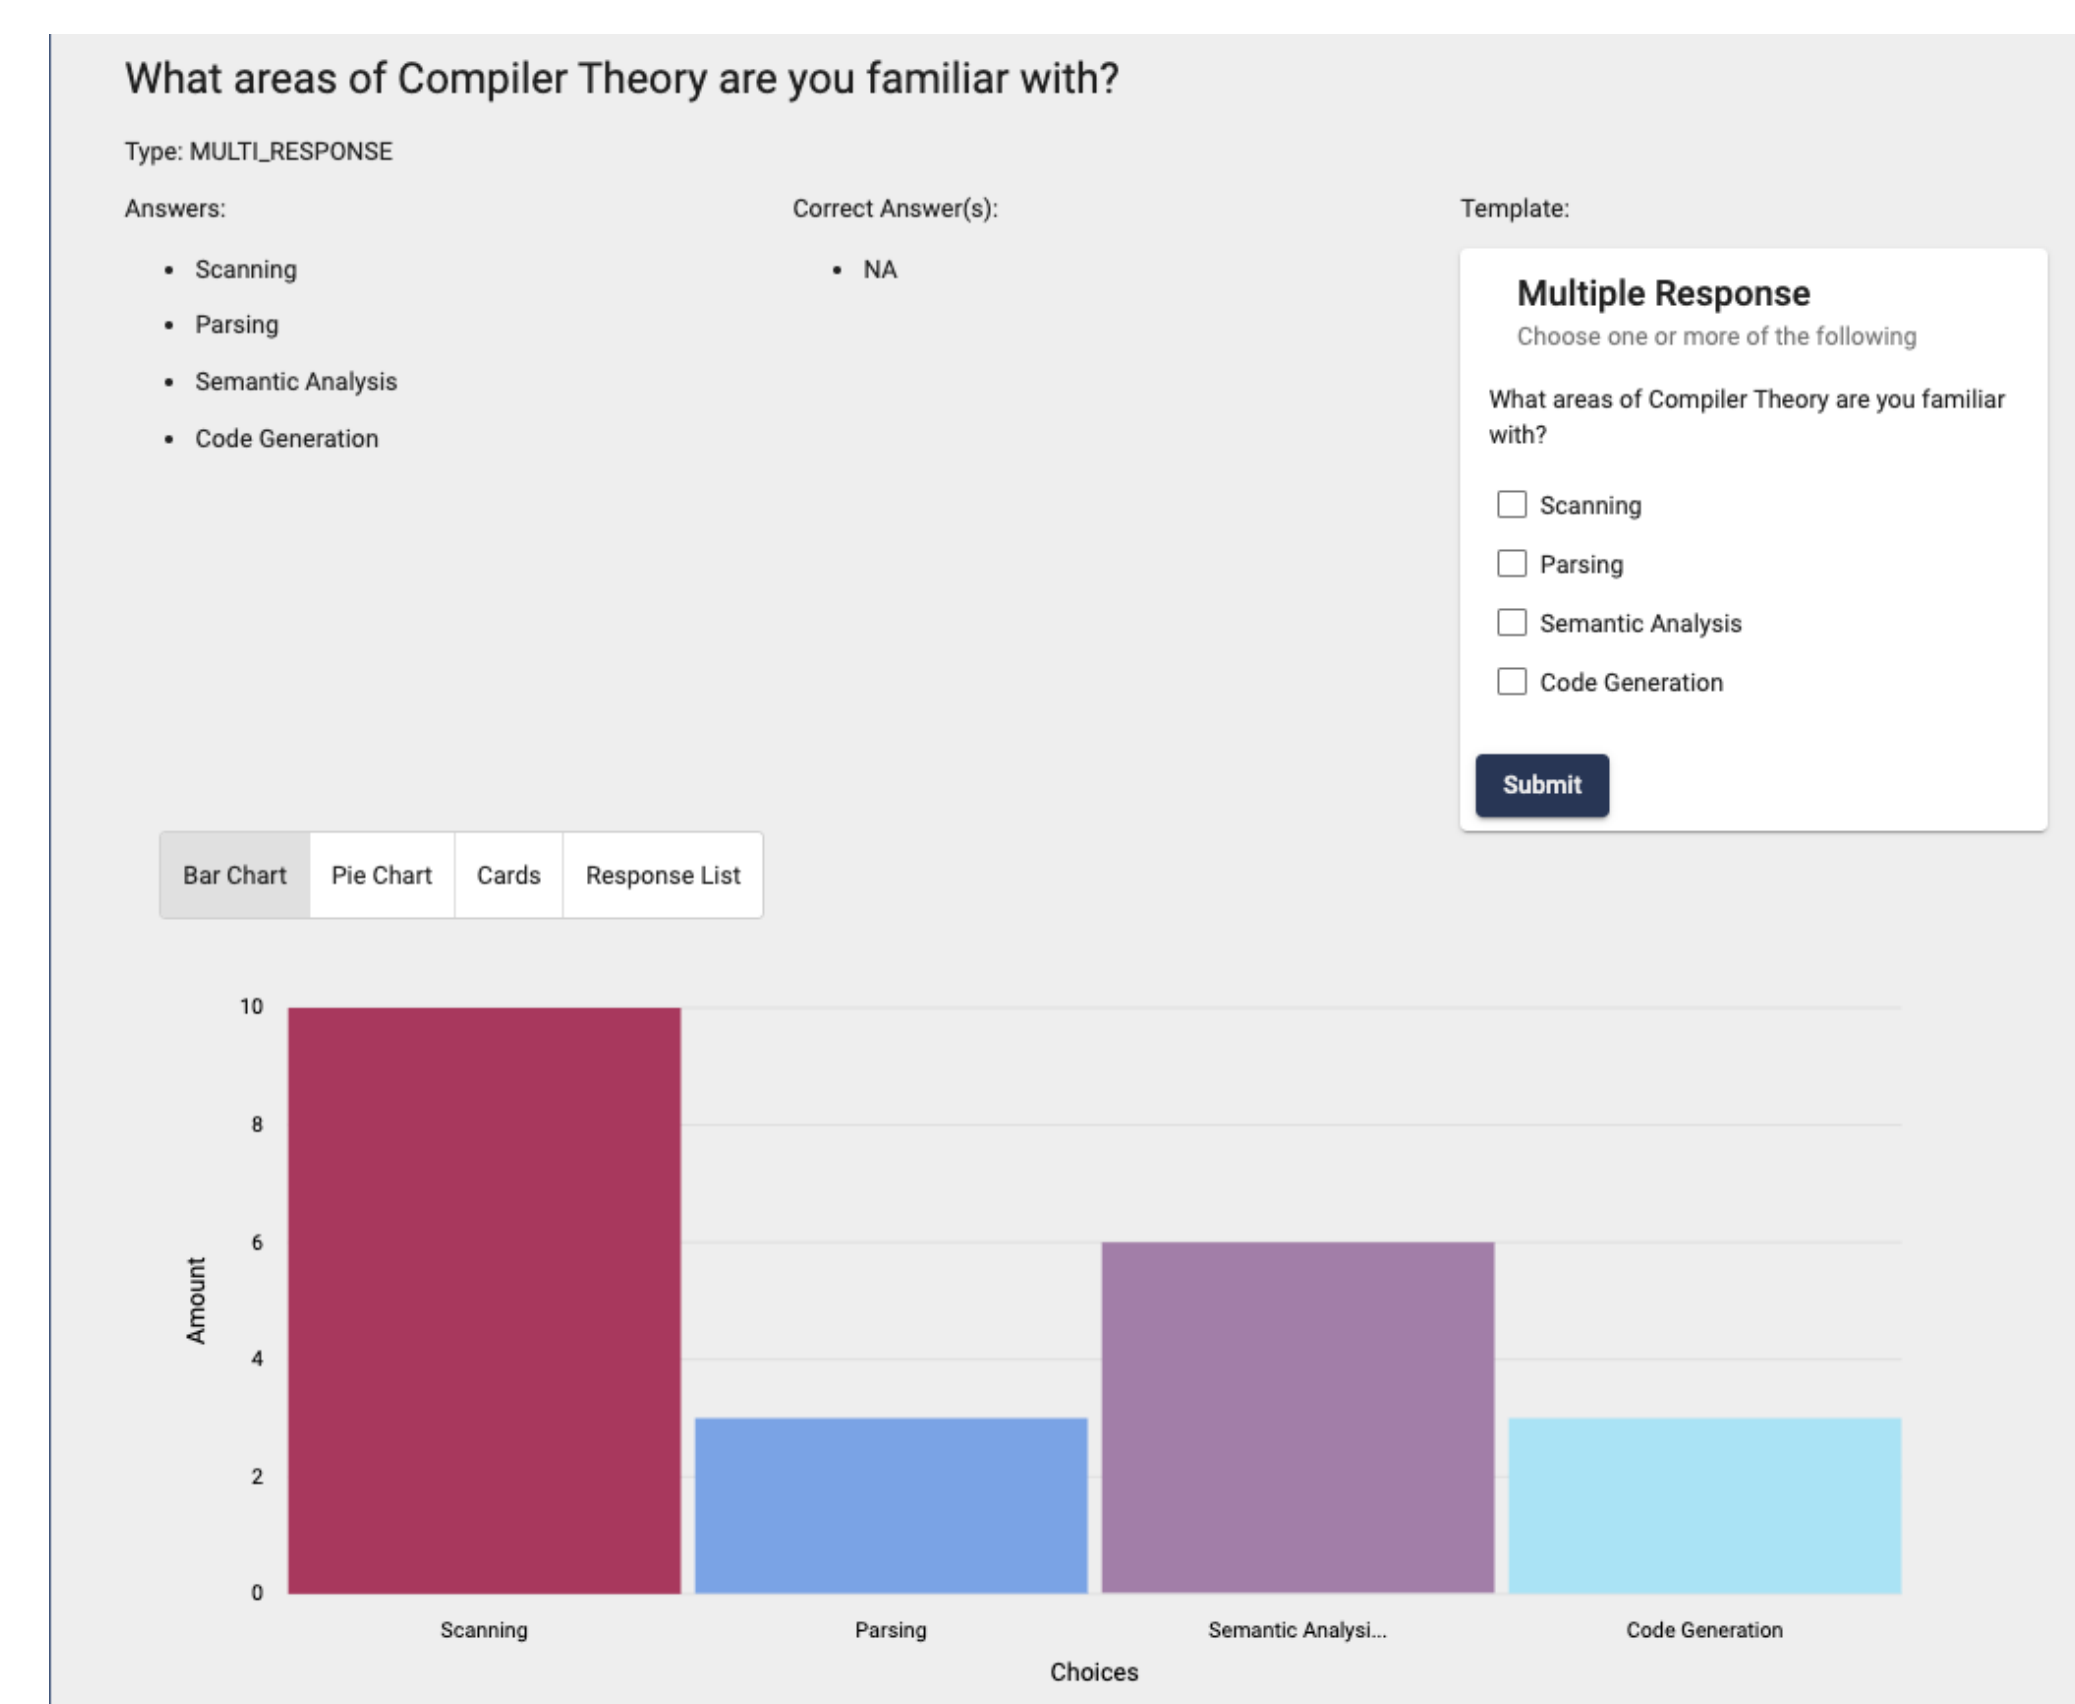 What areas of Compiler Theory are you familiar with?
Type: MULTI_RESPONSE
Answers:
• Scanning
• Parsing
• Semantic Analysis
• Code Generation
Correct Answer(s):
• NA
Template:
Multiple Response
Choose one or more of the following
What areas of Compiler Theory are you familiar
with?
Scanning
Parsing
Semantic Analysis
Code Generation
Submit
Bar Chart
Pie Chart
Cards
Response List
10
8
6
4
2
0
Amount
Scanning
Parsing
Semantic Analysi...
Code Generation
Choices